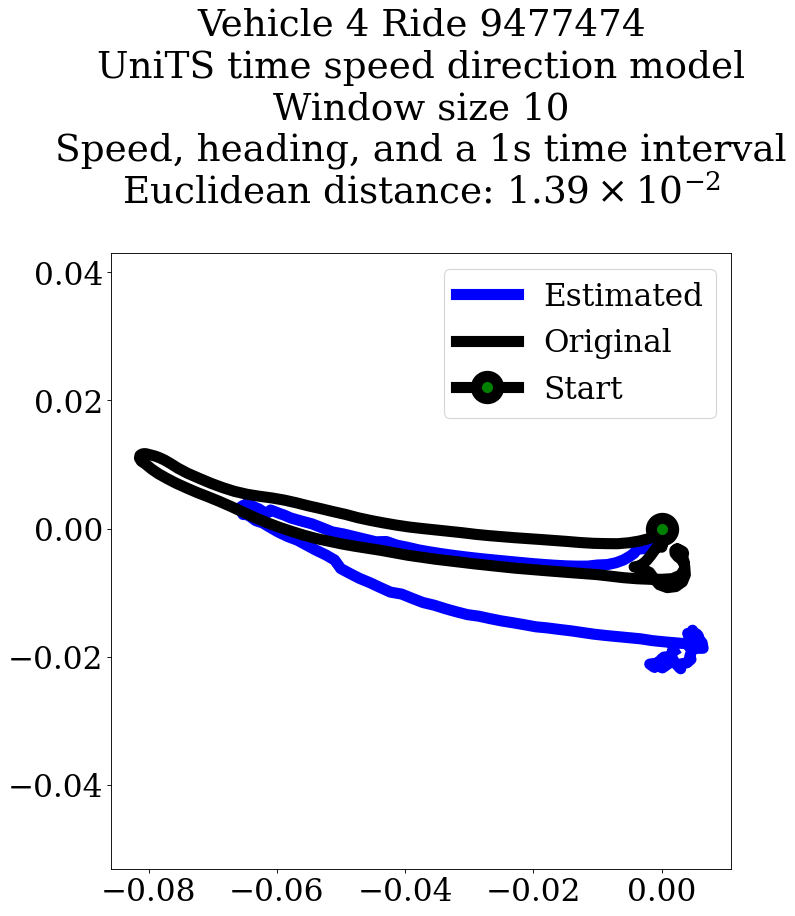 Vehicle 4 Ride 9477474
UniTS time speed direction model
Window size 10
Speed, heading, and a 1s time interval
Euclidean distance: 1.39 × 10⁻²
Estimated
Original
Start
0.04
0.02
0.00
−0.02
−0.04
−0.08 −0.06 −0.04 −0.02 0.00